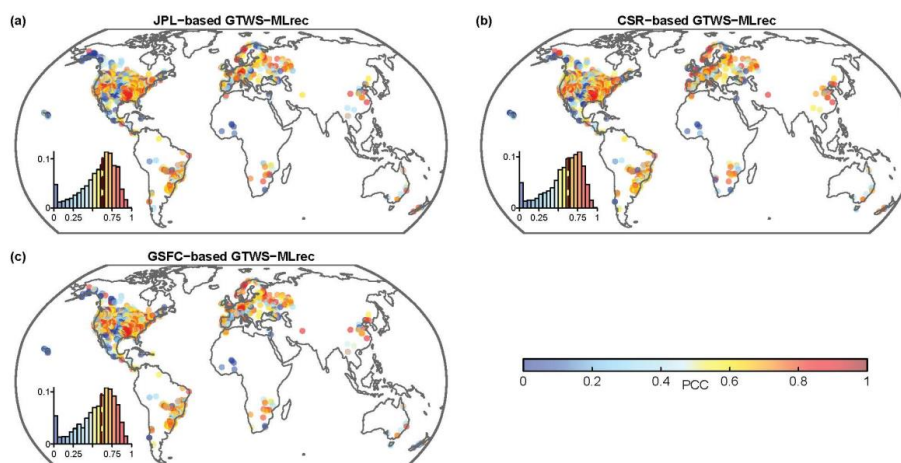 (a) JPL−based GTWS−MLrec
0.1
0
0 0.25 0.75 1
(b) CSR−based GTWS−MLrec
0.1
0
0 0.25 0.75 1
(c) GSFC−based GTWS−MLrec
0.1
0
0 0.25 0.75 1
0 0.2 0.4 0.6 0.8 1
PCC